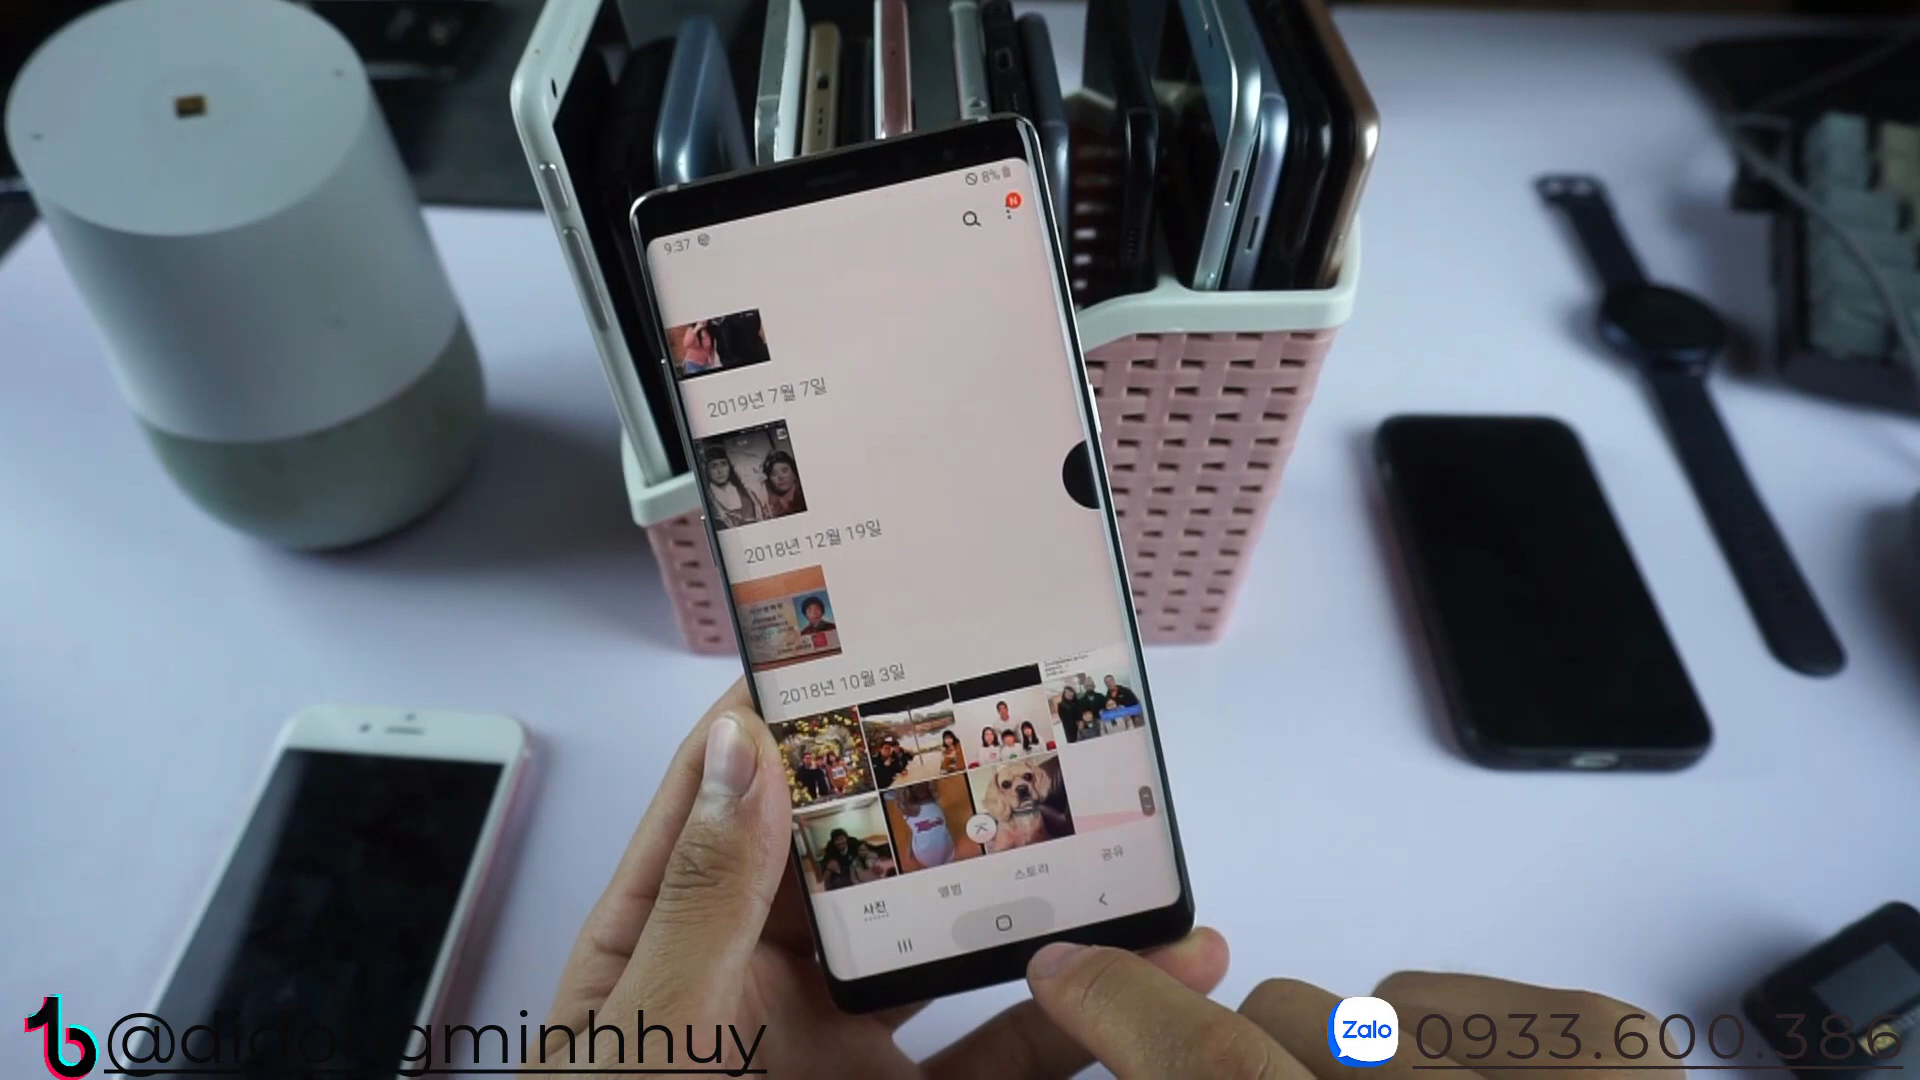 8%
N
9:37
2019년 7월 7일
2018년 12월 19일
2018년 10월 3일
사진 앨범 스토리 공유
@didongminhhuy
Zalo 0933.600.386